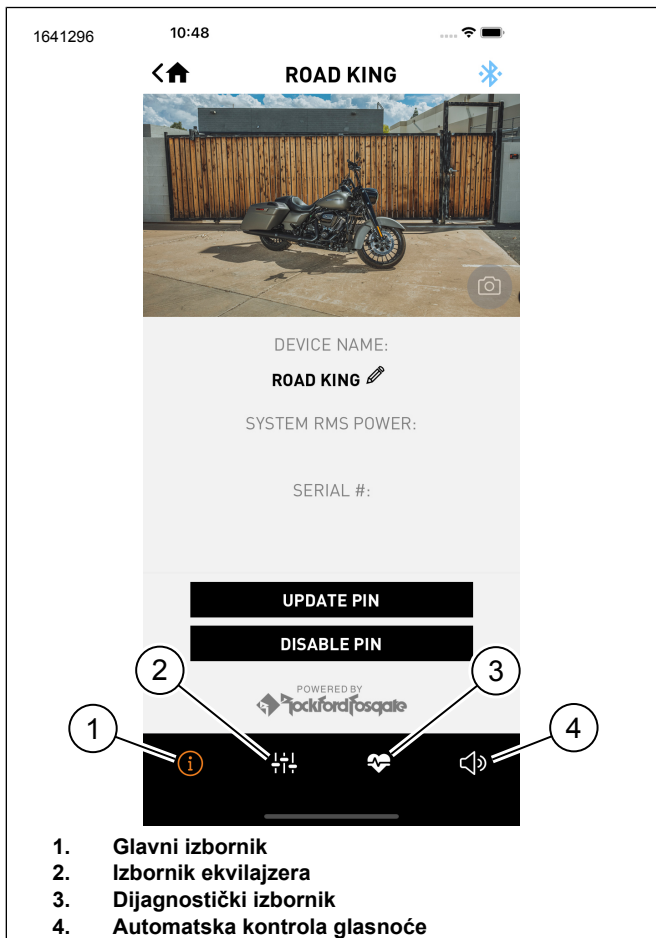 1641296
10:48
ROAD KING
DEVICE NAME:
ROAD KING
SYSTEM RMS POWER:
SERIAL #:
UPDATE PIN
DISABLE PIN
POWERED BY
Rockford Fosgate
1
2
3
4
1. Glavni izbornik
2. Izbornik ekvilajzera
3. Dijagnostički izbornik
4. Automatska kontrola glasnoće